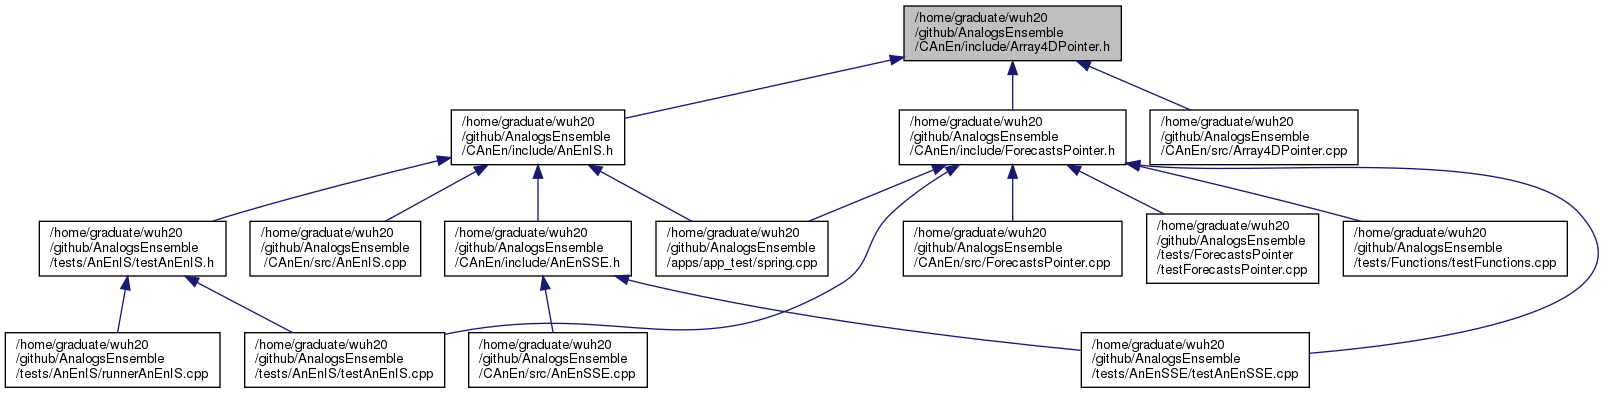 /home/graduate/wuh20
/github/AnalogsEnsemble
/CAnEn/include/Array4DPointer.h
/home/graduate/wuh20
/github/AnalogsEnsemble
/CAnEn/include/AnEnIS.h
/home/graduate/wuh20
/github/AnalogsEnsemble
/CAnEn/include/ForecastsPointer.h
/home/graduate/wuh20
/github/AnalogsEnsemble
/CAnEn/src/Array4DPointer.cpp
/home/graduate/wuh20
/github/AnalogsEnsemble
/tests/AnEnIS/testAnEnIS.h
/home/graduate/wuh20
/github/AnalogsEnsemble
/CAnEn/src/AnEnIS.cpp
/home/graduate/wuh20
/github/AnalogsEnsemble
/CAnEn/include/AnEnSSE.h
/home/graduate/wuh20
/github/AnalogsEnsemble
/apps/app_test/spring.cpp
/home/graduate/wuh20
/github/AnalogsEnsemble
/CAnEn/src/ForecastsPointer.cpp
/home/graduate/wuh20
/github/AnalogsEnsemble
/tests/ForecastsPointer
/testForecastsPointer.cpp
/home/graduate/wuh20
/github/AnalogsEnsemble
/tests/Functions/testFunctions.cpp
/home/graduate/wuh20
/github/AnalogsEnsemble
/tests/AnEnIS/runnerAnEnIS.cpp
/home/graduate/wuh20
/github/AnalogsEnsemble
/tests/AnEnIS/testAnEnIS.cpp
/home/graduate/wuh20
/github/AnalogsEnsemble
/CAnEn/src/AnEnSSE.cpp
/home/graduate/wuh20
/github/AnalogsEnsemble
/tests/AnEnSSE/testAnEnSSE.cpp